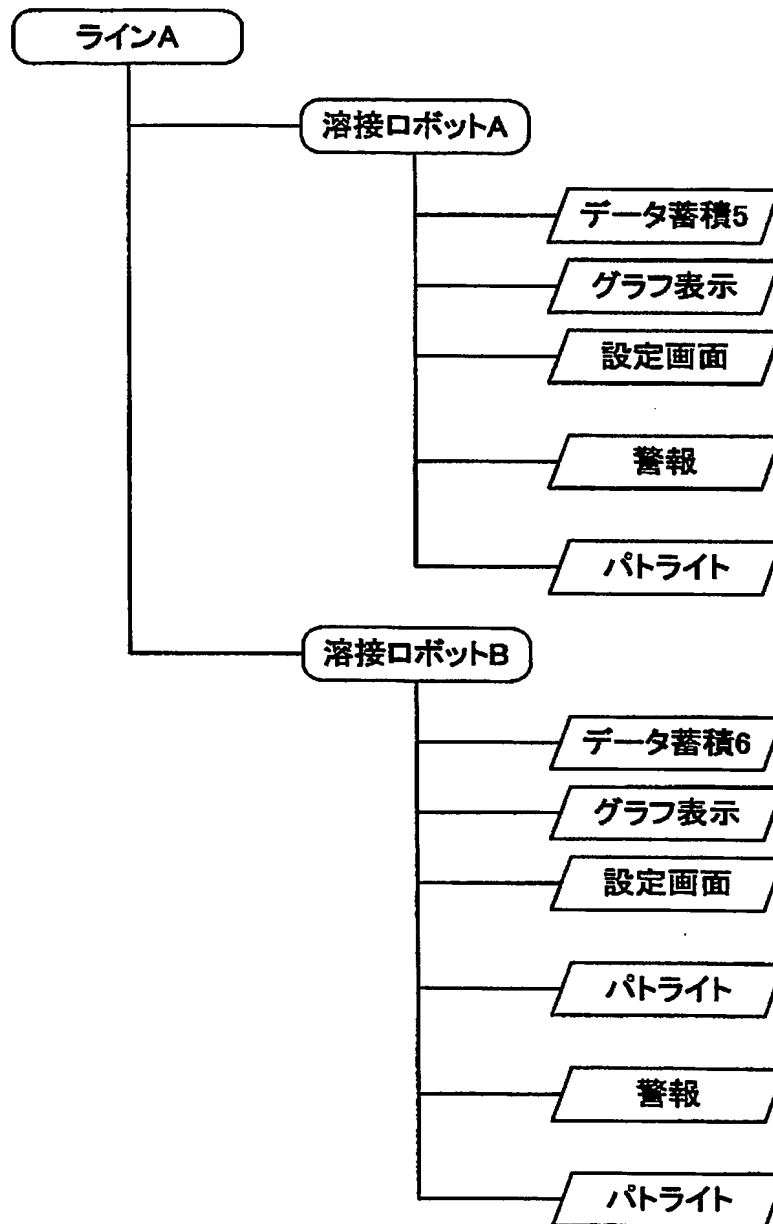 ラインA
溶接ロボットA
データ蓄積5
グラフ表示
設定画面
警報
パトライト
溶接ロボットB
データ蓄積6
グラフ表示
設定画面
パトライト
警報
パトライト